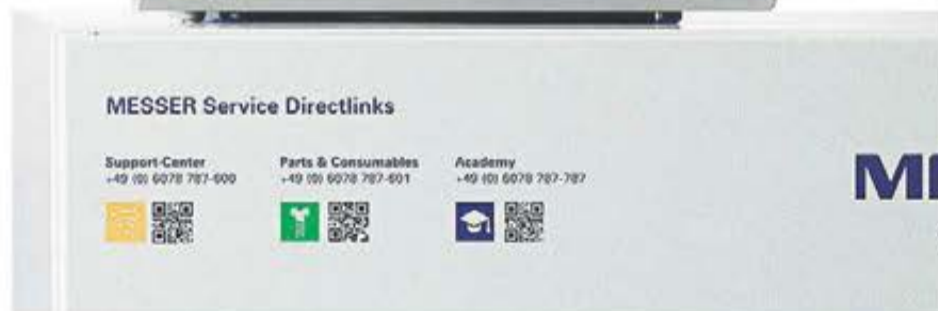 MESSER Service Directlinks
Support-Center
+49 (0) 6078 787-600
Parts & Consumables
+49 (0) 6078 787-601
Academy
+49 (0) 6078 787-787
ME